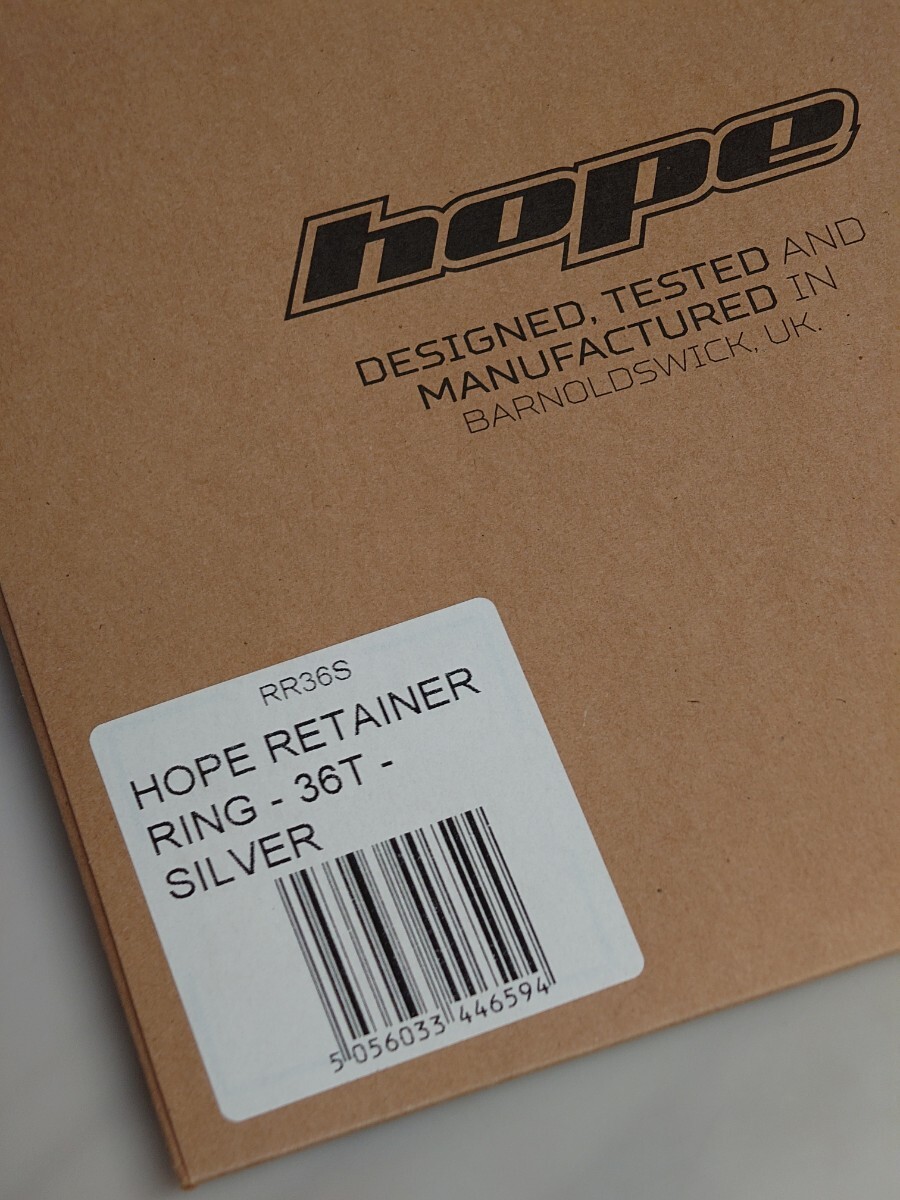 hope
DESIGNED, TESTED AND
MANUFACTURED IN
BARNOLDSWICK, UK.
RR36S
HOPE RETAINER
RING - 36T -
SILVER
5 056033 446594